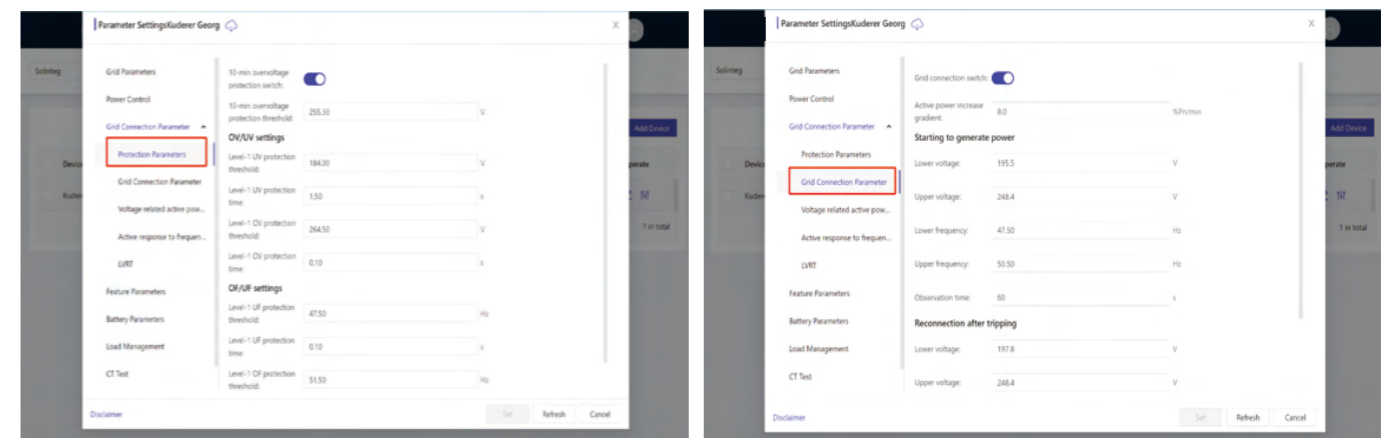 Parameter SettingsKuderer Georg
X
Solinteg
Add Device
Device
perate
Kuder
1 in total
Grid Parameters
Power Control
Grid Connection Parameter
Protection Parameters
Grid Connection Parameter
Voltage related active pow...
Active response to frequen...
LVRT
Feature Parameters
Battery Parameters
Load Management
CT Test
10-min overvoltage
protection switch:
10-min overvoltage
protection threshold: 255.30 V
OV/UV settings
Level-1 UV protection
threshold: 184.00 V
Level-1 UV protection
time: 1.50 s
Level-1 OV protection
threshold: 264.50 V
Level-1 OV protection
time: 0.10 s
OF/UF settings
Level-1 UF protection
threshold: 47.50 Hz
Level-1 UF protection
time: 0.10 s
Level-1 OF protection
threshold: 51.50 Hz
Disclaimer
Set Refresh Cancel
Parameter SettingsKuderer Georg
X
Solinteg
Add Device
Device
perate
Kuder
1 in total
Grid Parameters
Power Control
Grid Connection Parameter
Protection Parameters
Grid Connection Parameter
Voltage related active pow...
Active response to frequen...
LVRT
Feature Parameters
Battery Parameters
Load Management
CT Test
Grid connection switch:
Active power increase
gradient: 8.0 %Pn/min
Starting to generate power
Lower voltage: 195.5 V
Upper voltage: 248.4 V
Lower frequency: 47.50 Hz
Upper frequency: 50.50 Hz
Observation time: 60 s
Reconnection after tripping
Lower voltage: 197.8 V
Upper voltage: 248.4 V
Disclaimer
Set Refresh Cancel